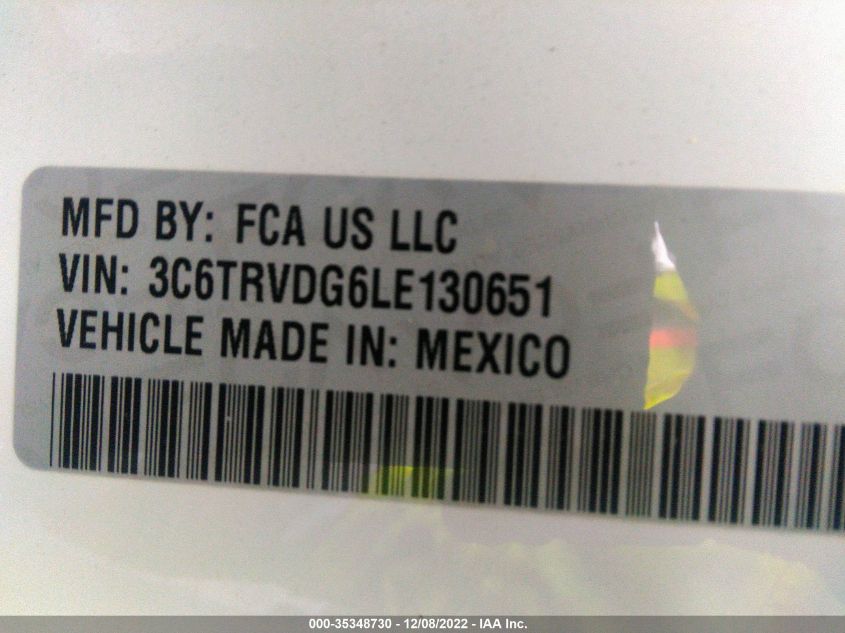 MFD BY: FCA US LLC
VIN: 3C6TRVDG6LE130651
VEHICLE MADE IN: MEXICO
000-35348730 - 12/08/2022 - IAA Inc.